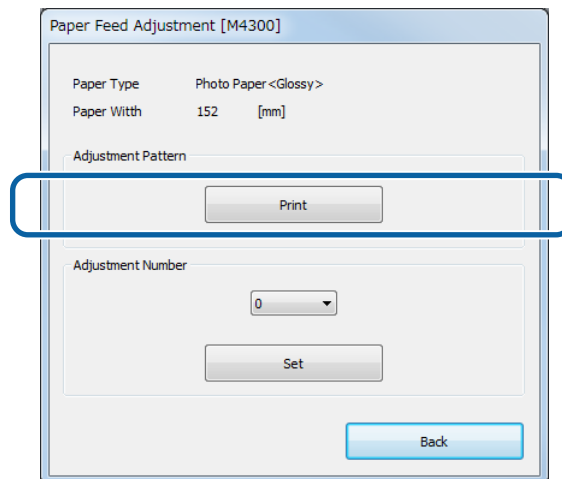 Paper Feed Adjustment [M4300]
Paper Type Photo Paper<Glossy>
Paper Witth 152 [mm]
Adjustment Pattern
Print
Adjustment Number
0
Set
Back